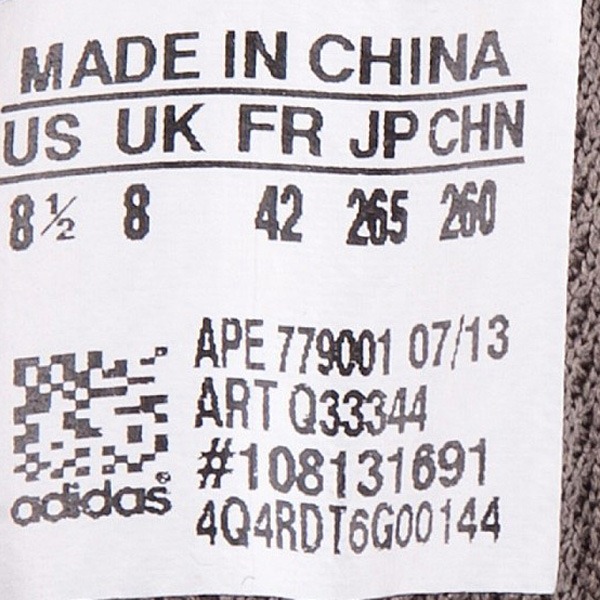 MADE IN CHINA
US UK FR JP CHN
8½ 8 42 265 260
APE 779001 07/13
ART Q33344
#108131691
4Q4RDT6G00144
adidas®